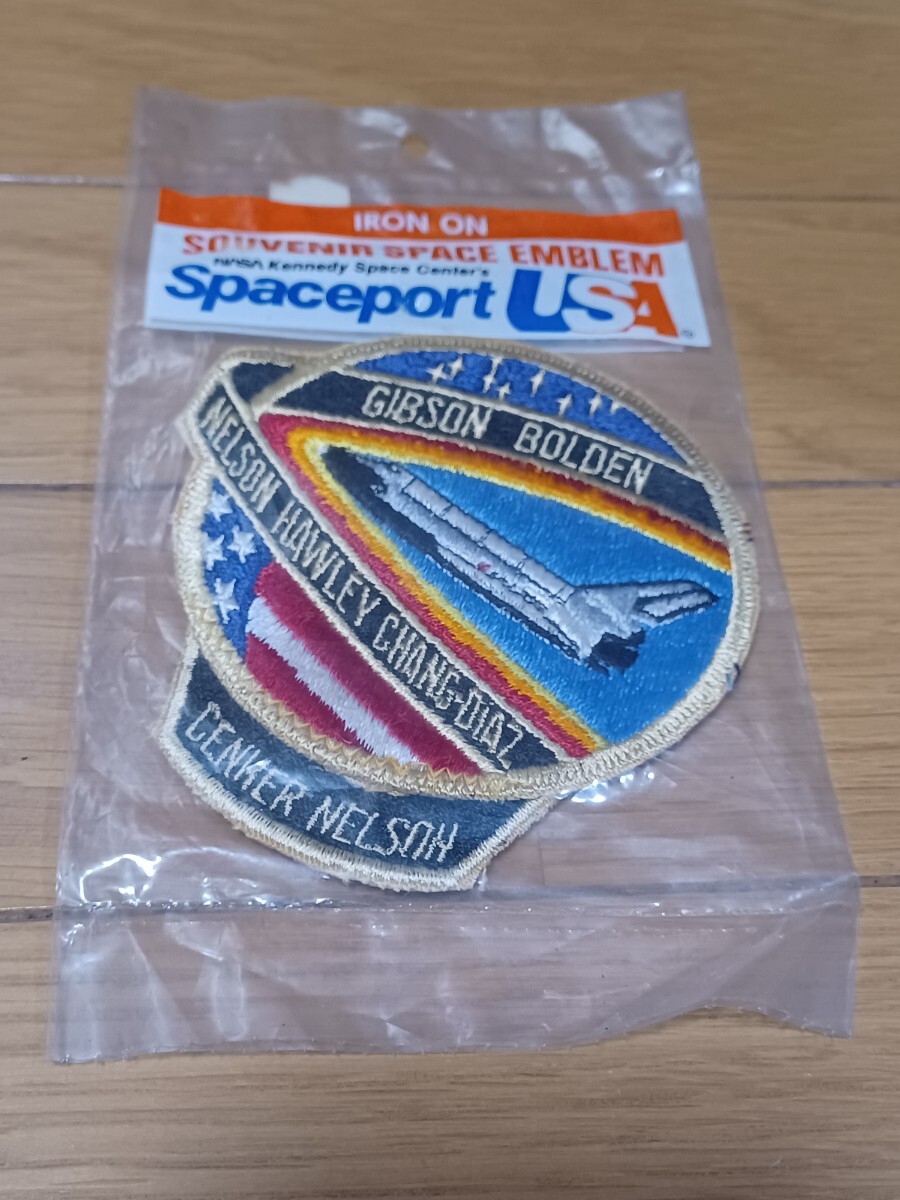 IRON ON
SOUVENIR SPACE EMBLEM
NASA Kennedy Space Center's
Spaceport USA®
GIBSON BOLDEN
NELSON HAWLEY CHANG-DIAZ
CENKER NELSON